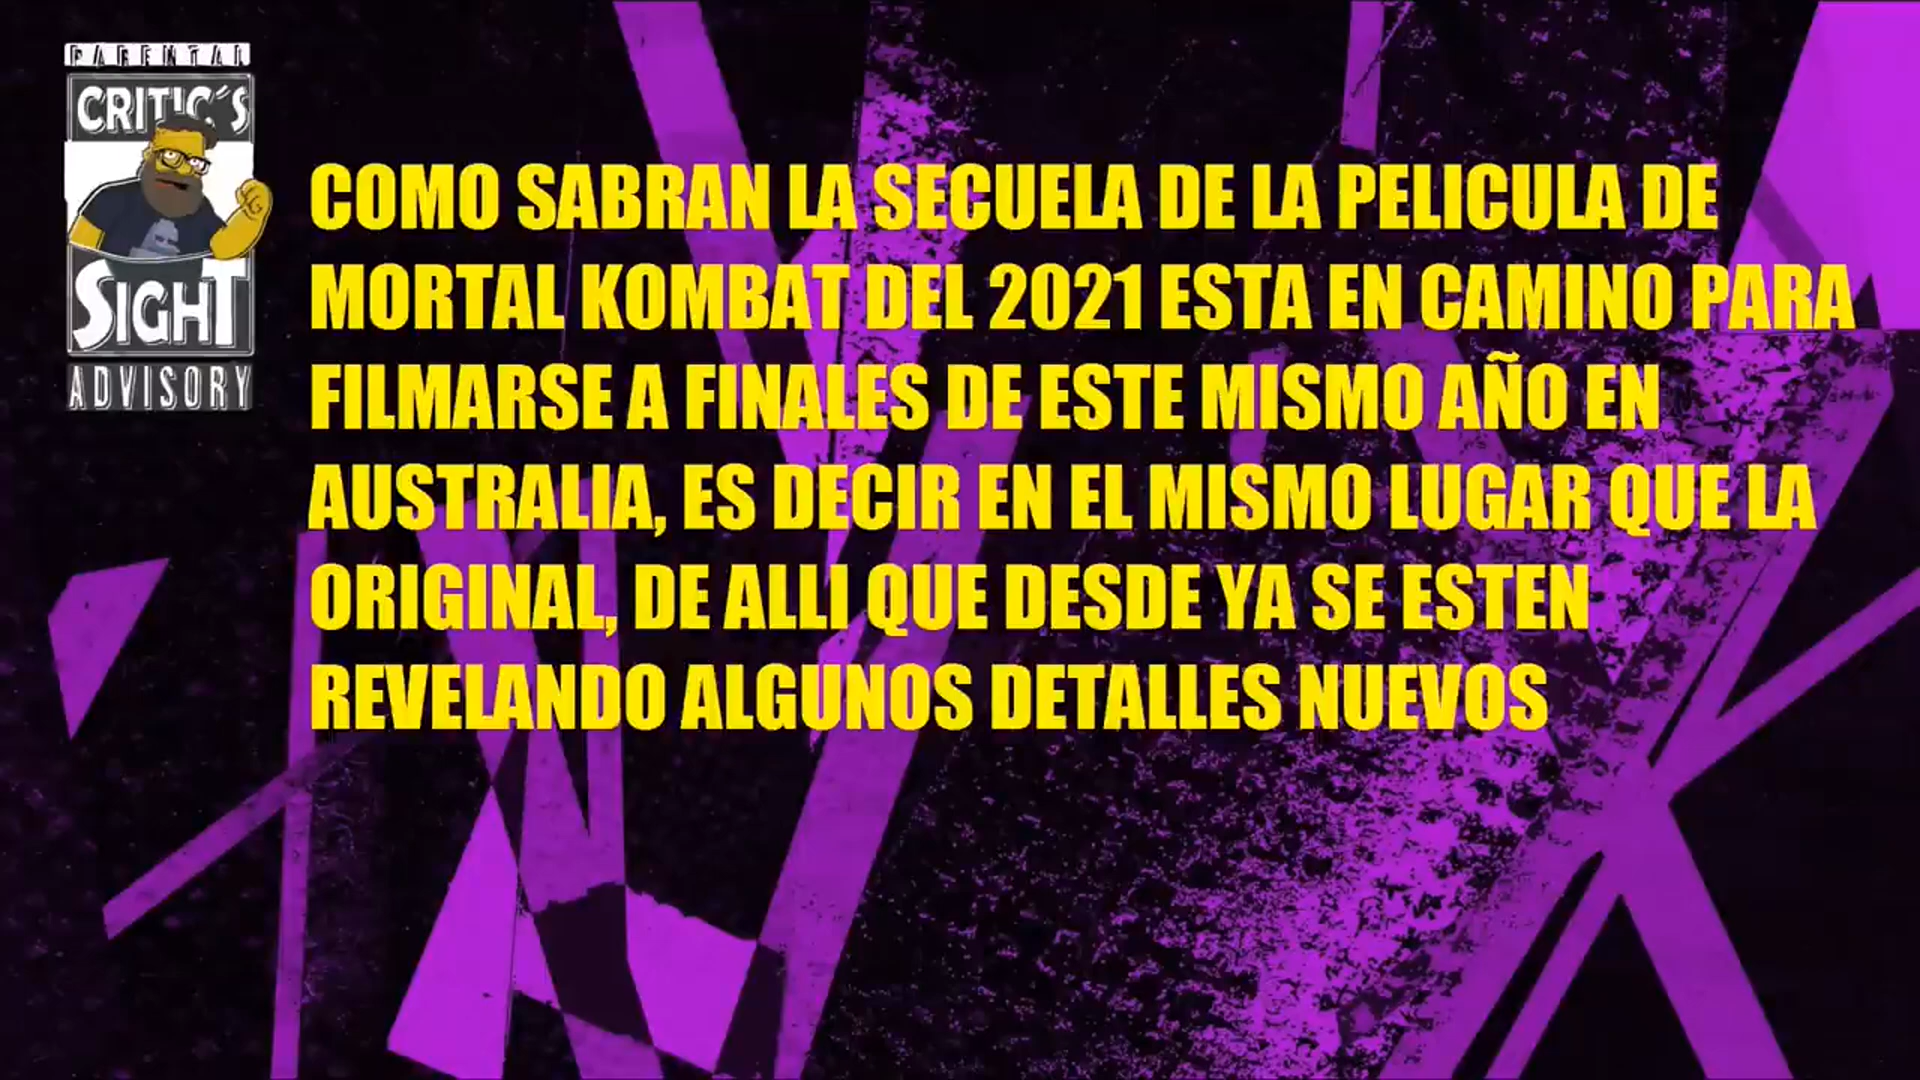 PARENTAL
CRITIC´S
SIGHT
ADVISORY
COMO SABRAN LA SECUELA DE LA PELICULA DE
MORTAL KOMBAT DEL 2021 ESTA EN CAMINO PARA
FILMARSE A FINALES DE ESTE MISMO AÑO EN
AUSTRALIA, ES DECIR EN EL MISMO LUGAR QUE LA
ORIGINAL, DE ALLI QUE DESDE YA SE ESTEN
REVELANDO ALGUNOS DETALLES NUEVOS